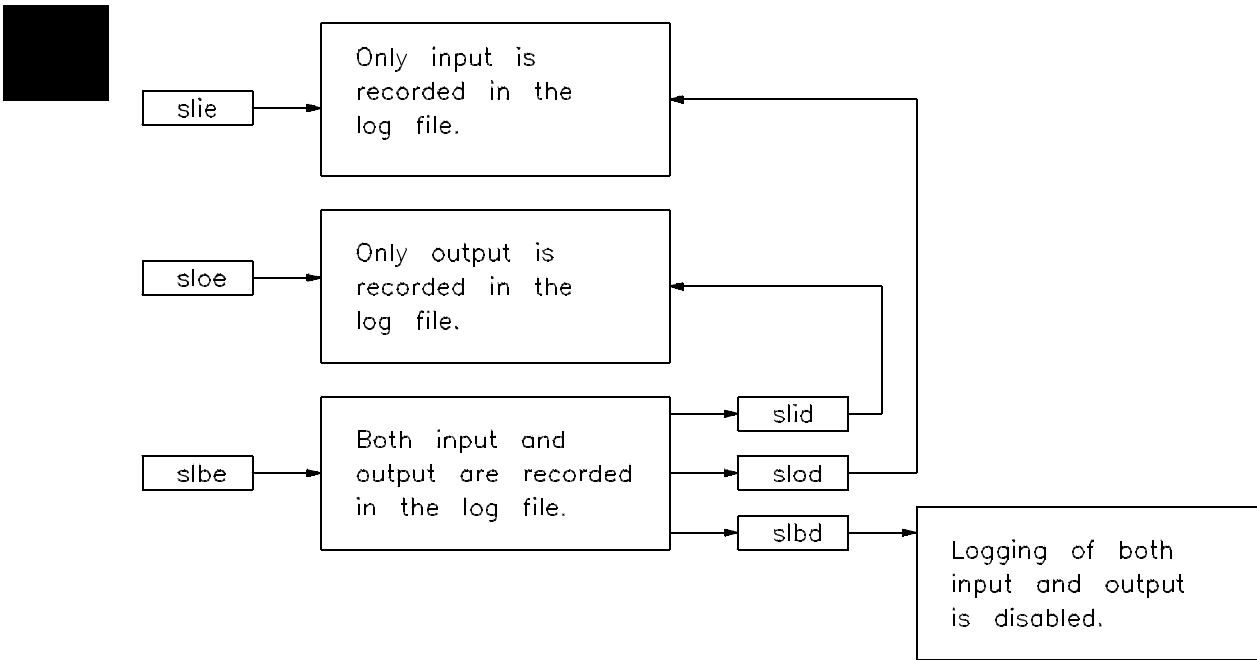 slie
Only input is
recorded in the
log file.
sloe
Only output is
recorded in the
log file.
slbe
Both input and
output are recorded
in the log file.
slid
slod
slbd
Logging of both
input and output
is disabled.